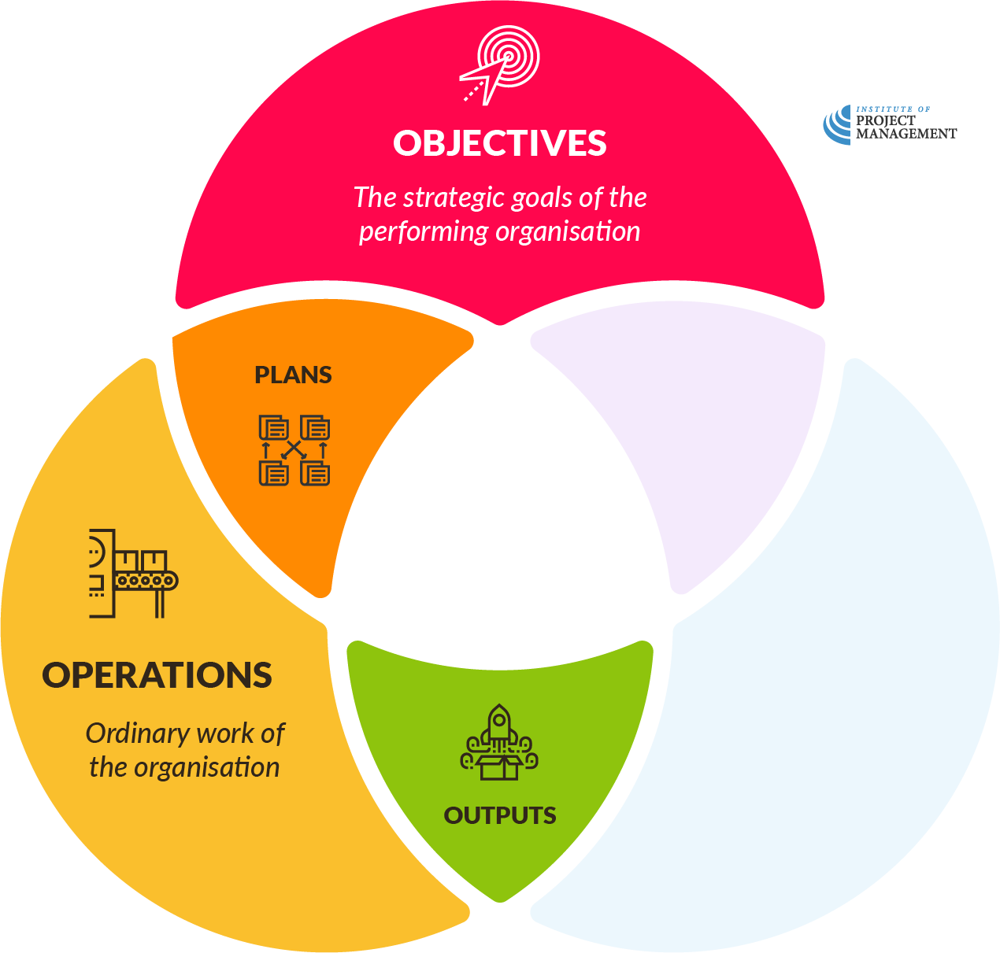 OBJECTIVES
The strategic goals of the
performing organisation
INSTITUTE OF
PROJECT
MANAGEMENT
PLANS
OPERATIONS
Ordinary work of
the organisation
OUTPUTS